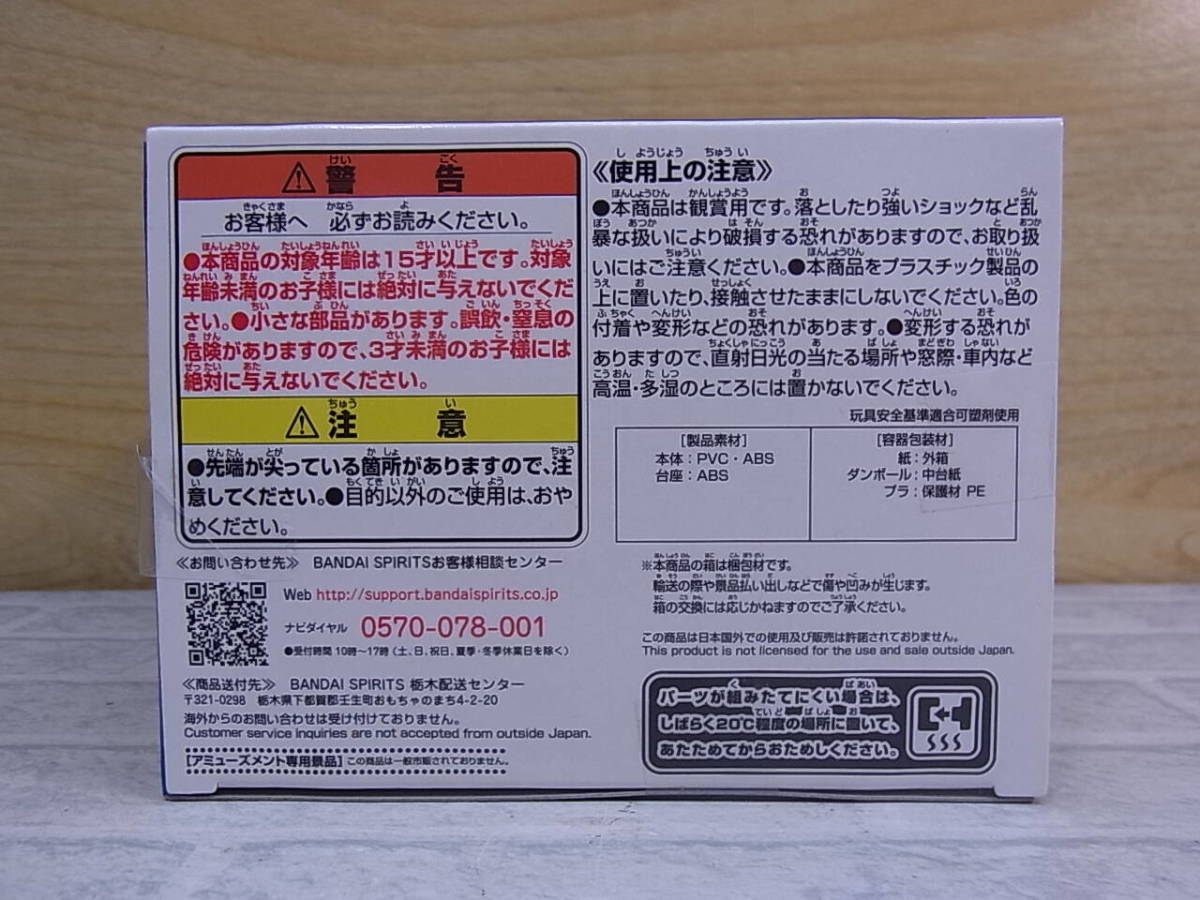 ⚠警告
お客様へ 必ずお読みください。
●本商品の対象年齢は15才以上です。対象
年齢未満のお子様には絶対に与えないでくだ
さい。●小さな部品があります。誤飲・窒息の
危険がありますので、3才未満のお子様には
絶対に与えないでください。
⚠注意
●先端が尖っている箇所がありますので、注
意してください。●目的以外のご使用は、おや
めください。
≪お問い合わせ先≫ BANDAI SPIRITSお客様相談センター
Web http://support.bandaispirits.co.jp
ナビダイヤル 0570-078-001
●受付時間 10時〜17時(土、日、祝日、夏季・冬季休業日を除く)
≪商品送付先≫ BANDAI SPIRITS 栃木配送センター
〒321-0298 栃木県下都賀郡壬生町おもちゃのまち4-2-20
海外からのお問い合わせは受け付けておりません。
Customer service inquiries are not accepted from outside Japan.
[アミューズメント専用景品] この商品は一般市販されておりません。
≪使用上の注意≫
●本商品は観賞用です。落としたり強いショックなど乱
暴な扱いにより破損する恐れがありますので、お取り扱
いにはご注意ください。●本商品をプラスチック製品の
上に置いたり、接触させたままにしないでください。色の
付着や変形などの恐れがあります。●変形する恐れが
ありますので、直射日光の当たる場所や窓際・車内など
高温・多湿のところには置かないでください。
玩具安全基準適合可塑剤使用
[製品素材]
本体:PVC・ABS
台座:ABS
[容器包装材]
紙:外箱
ダンボール:中台紙
プラ:保護材 PE
※本商品の箱は梱包材です。
輸送の際や景品払い出しなどで傷や凹みが生じます。
箱の交換には応じかねますのでご了承ください。
この商品は日本国外での使用及び販売は許諾されておりません。
This product is not licensed for the use and sale outside Japan.
パーツが組みたてにくい場合は、
しばらく20℃程度の場所に置いて、
あたためてからおためしください。